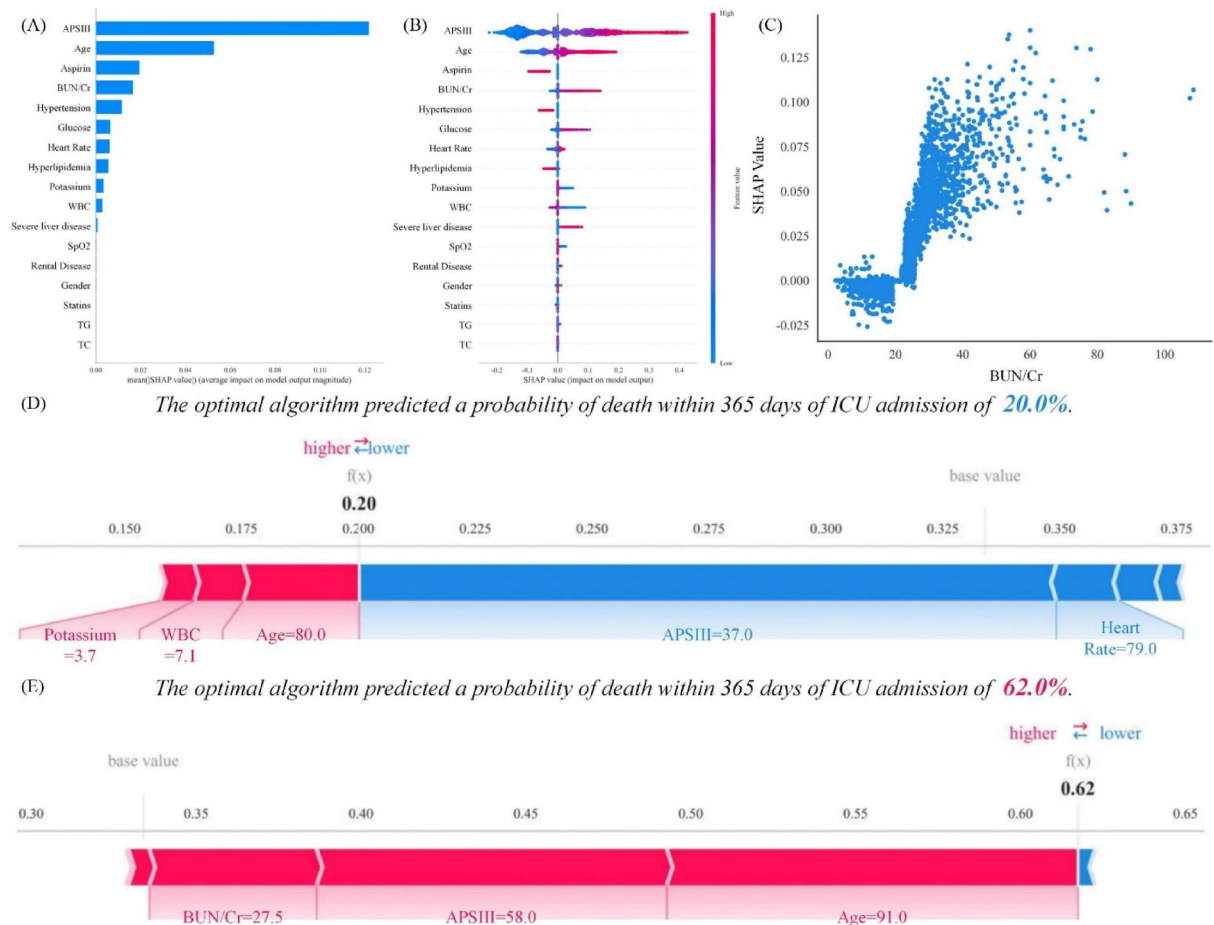 (A)
APSIII
Age
Aspirin
BUN/Cr
Hypertension
Glucose
Heart Rate
Hyperlipidemia
Potassium
WBC
Severe liver disease
SpO2
Rental Disease
Gender
Statins
TG
TC
0.00 0.02 0.04 0.06 0.08 0.10 0.12
mean(|SHAP value|) (average impact on model output magnitude)
(B)
High
APSIII
Age
Aspirin
BUN/Cr
Hypertension
Glucose
Heart Rate
Hyperlipidemia
Potassium
WBC
Severe liver disease
SpO2
Rental Disease
Gender
Statins
TG
TC
Feature value
Low
-0.2 -0.1 0.0 0.1 0.2 0.3 0.4
SHAP value (impact on model output)
(C)
0.125
0.100
0.075
0.050
0.025
0.000
-0.025
SHAP Value
0 20 40 60 80 100
BUN/Cr
(D) The optimal algorithm predicted a probability of death within 365 days of ICU admission of 20.0%.
higher ⇄ lower
f(x) base value
0.20
0.150 0.175 0.200 0.225 0.250 0.275 0.300 0.325 0.350 0.375
Potassium =3.7
WBC =7.1
Age=80.0
APSIII=37.0
Heart
Rate=79.0
(E) The optimal algorithm predicted a probability of death within 365 days of ICU admission of 62.0%.
higher ⇄ lower
base value f(x)
0.62
0.30 0.35 0.40 0.45 0.50 0.55 0.60 0.65
BUN/Cr=27.5 APSIII=58.0 Age=91.0